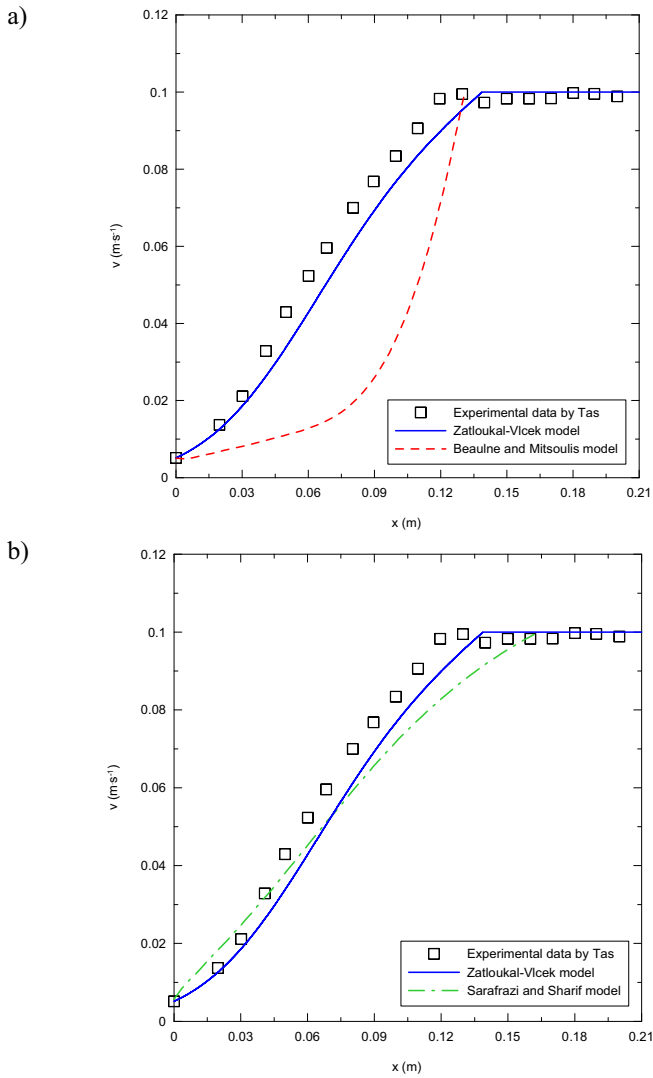 a)
0.12
0.1
0.08
0.06
0.04
0.02
0
v (m·s⁻¹)
0 0.03 0.06 0.09 0.12 0.15 0.18 0.21
x (m)
Experimental data by Tas
Zatloukal-Vlcek model
Beaulne and Mitsoulis model
b)
0.12
0.1
0.08
0.06
0.04
0.02
0
v (m·s⁻¹)
0 0.03 0.06 0.09 0.12 0.15 0.18 0.21
x (m)
Experimental data by Tas
Zatloukal-Vlcek model
Sarafrazi and Sharif model